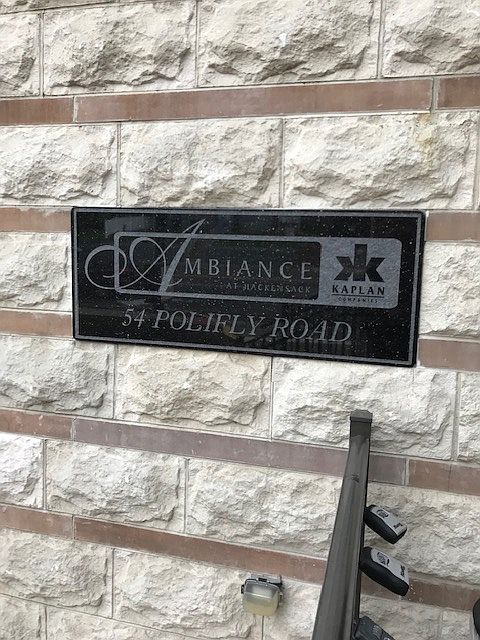 AMBIANCE
AT HACKENSACK
KAPLAN
COMPANIES
54 POLIFLY ROAD